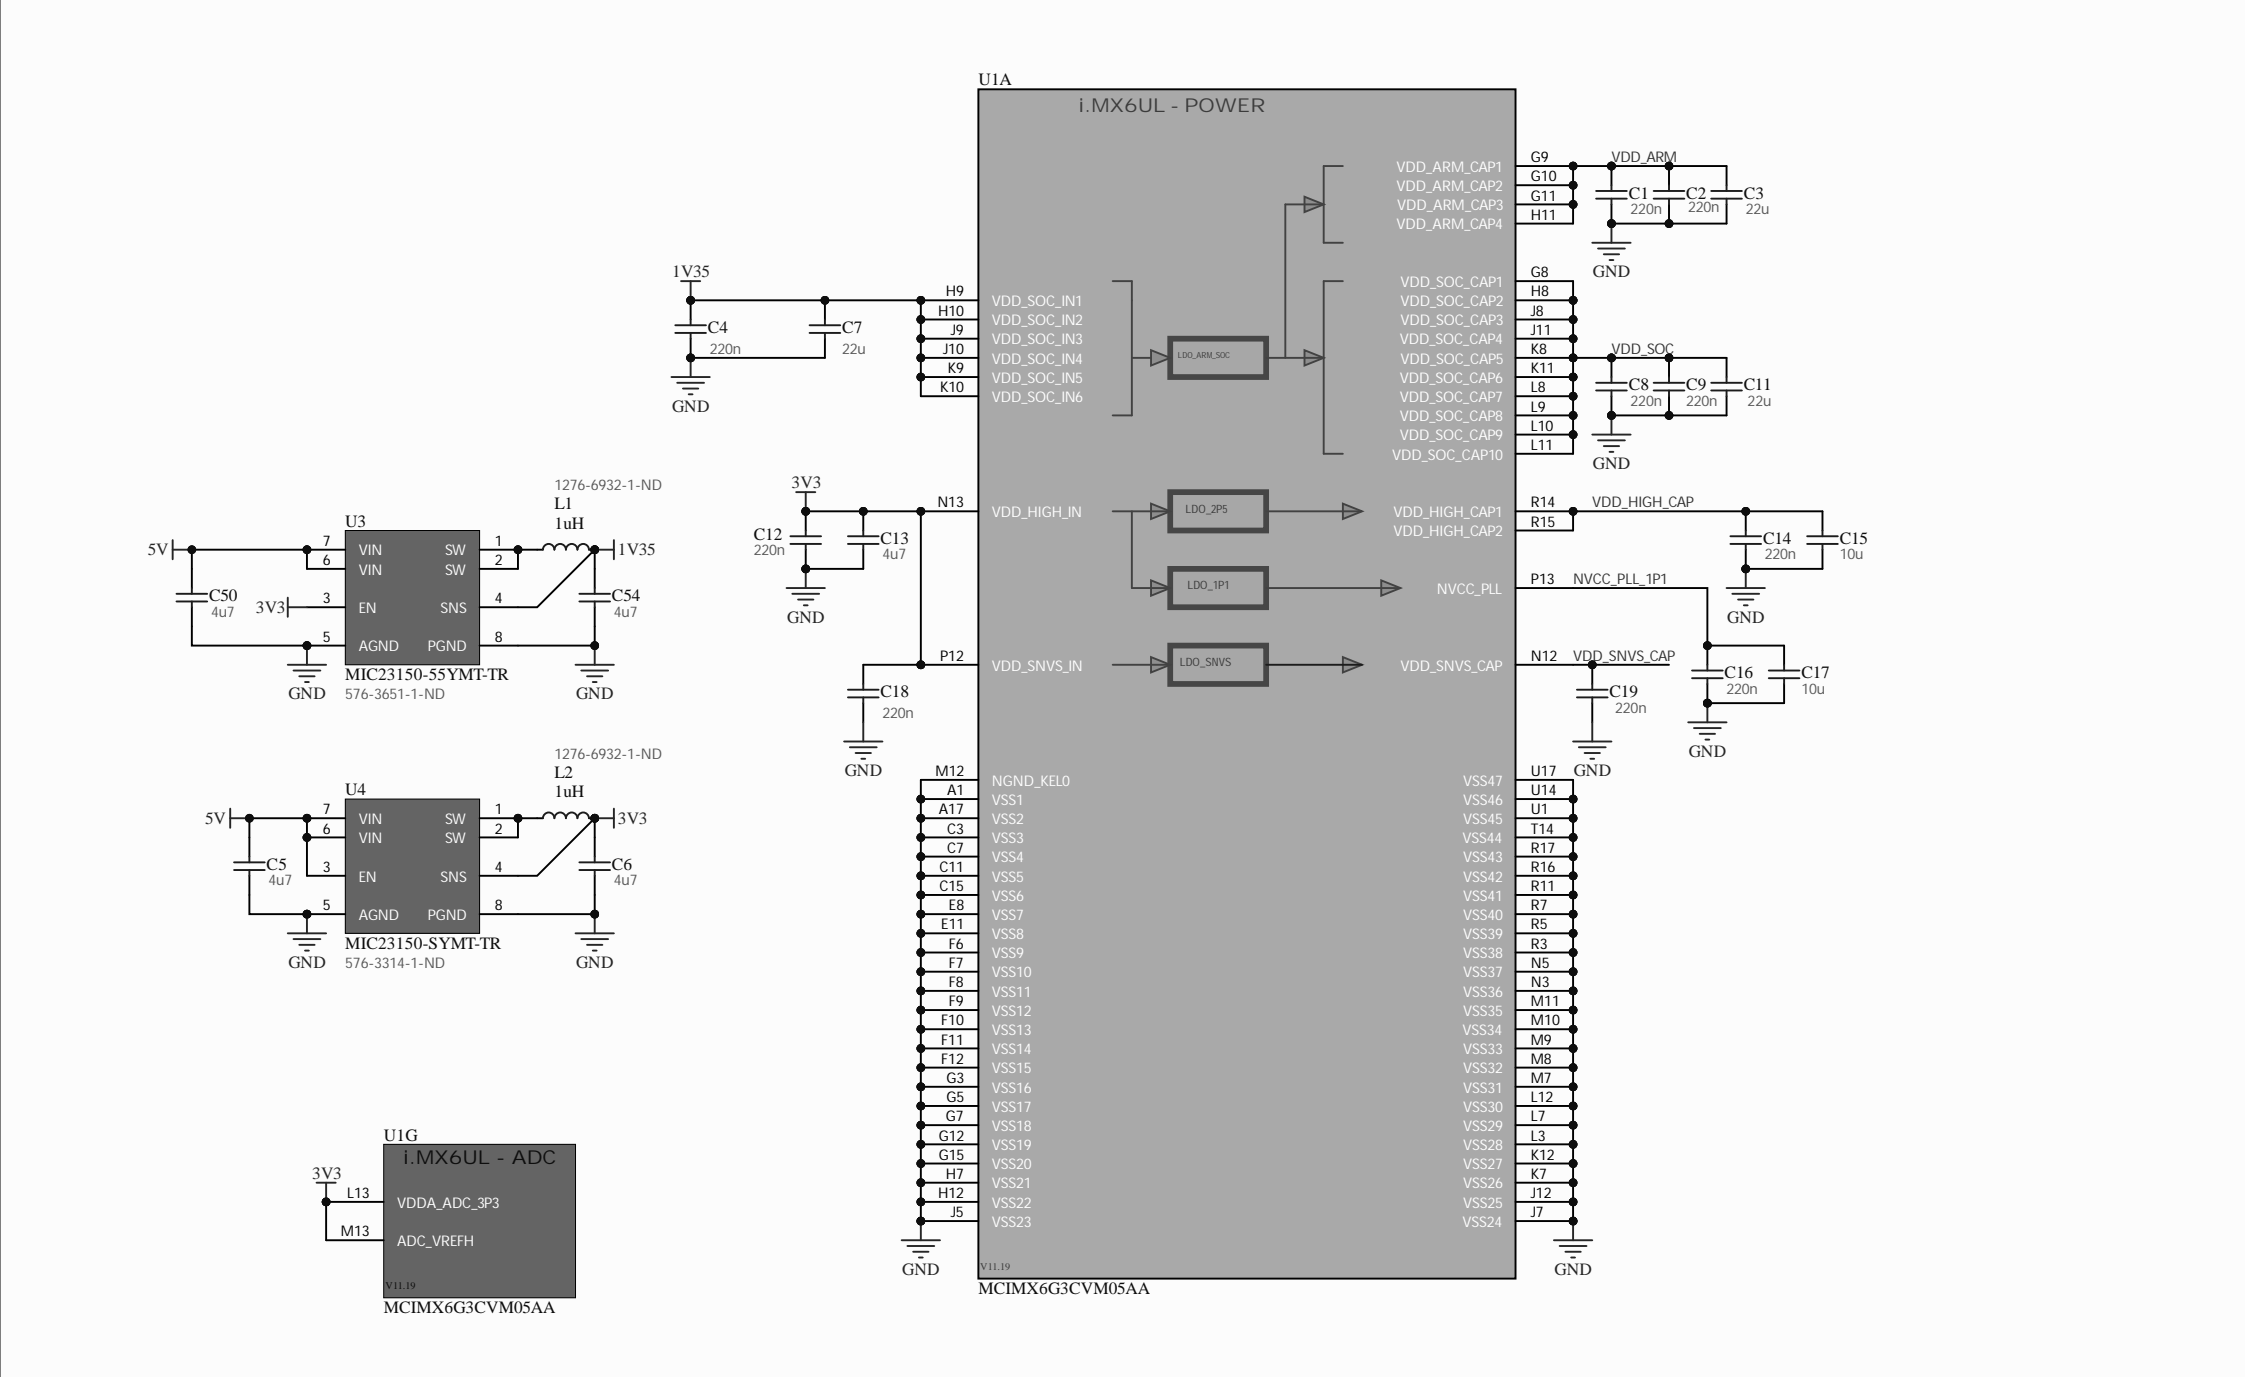 U1A
i.MX6UL - POWER
VDD_ARM_CAP1 G9 VDD_ARM
VDD_ARM_CAP2 G10
VDD_ARM_CAP3 G11
VDD_ARM_CAP4 H11
C1 220n
C2 220n
C3 22u
GND
1V35
C4 220n
C7 22u
GND
H9 VDD_SOC_IN1
H10 VDD_SOC_IN2
J9 VDD_SOC_IN3
J10 VDD_SOC_IN4
K9 VDD_SOC_IN5
K10 VDD_SOC_IN6
LDO_ARM_SOC
VDD_SOC_CAP1 G8
VDD_SOC_CAP2 H8
VDD_SOC_CAP3 J8
VDD_SOC_CAP4 J11
VDD_SOC_CAP5 K8 VDD_SOC
VDD_SOC_CAP6 K11
VDD_SOC_CAP7 L8
VDD_SOC_CAP8 L9
VDD_SOC_CAP9 L10
VDD_SOC_CAP10 L11
C8 220n
C9 220n
C11 22u
GND
3V3
C12 220n
C13 4u7
GND
N13 VDD_HIGH_IN
LDO_2P5
VDD_HIGH_CAP1 R14 VDD_HIGH_CAP
VDD_HIGH_CAP2 R15
C14 220n
C15 10u
GND
LDO_1P1
NVCC_PLL P13 NVCC_PLL_1P1
C16 220n
C17 10u
GND
P12 VDD_SNVS_IN
LDO_SNVS
VDD_SNVS_CAP N12 VDD_SNVS_CAP
C18 220n
GND
C19 220n
GND
M12 NGND_KEL0
A1 VSS1
A17 VSS2
C3 VSS3
C7 VSS4
C11 VSS5
C15 VSS6
E8 VSS7
E11 VSS8
F6 VSS9
F7 VSS10
F8 VSS11
F9 VSS12
F10 VSS13
F11 VSS14
F12 VSS15
G3 VSS16
G5 VSS17
G7 VSS18
G12 VSS19
G15 VSS20
H7 VSS21
H12 VSS22
J5 VSS23
GND
VSS47 U17
VSS46 U14
VSS45 U1
VSS44 T14
VSS43 R17
VSS42 R16
VSS41 R11
VSS40 R7
VSS39 R5
VSS38 R3
VSS37 N5
VSS36 N3
VSS35 M11
VSS34 M10
VSS33 M9
VSS32 M8
VSS31 M7
VSS30 L12
VSS29 L7
VSS28 L3
VSS27 K12
VSS26 K7
VSS25 J12
VSS24 J7
GND
V11.19
MCIMX6G3CVM05AA
1276-6932-1-ND
L1
1uH
U3
5V
7 VIN SW 1
6 VIN SW 2
1V35
3V3
3 EN SNS 4
5 AGND PGND 8
C50 4u7
C54 4u7
GND
GND
MIC23150-55YMT-TR
576-3651-1-ND
1276-6932-1-ND
L2
1uH
U4
5V
7 VIN SW 1
6 VIN SW 2
3V3
3 EN SNS 4
5 AGND PGND 8
C5 4u7
C6 4u7
GND
GND
MIC23150-SYMT-TR
576-3314-1-ND
U1G
i.MX6UL - ADC
3V3
L13 VDDA_ADC_3P3
M13 ADC_VREFH
V11.19
MCIMX6G3CVM05AA